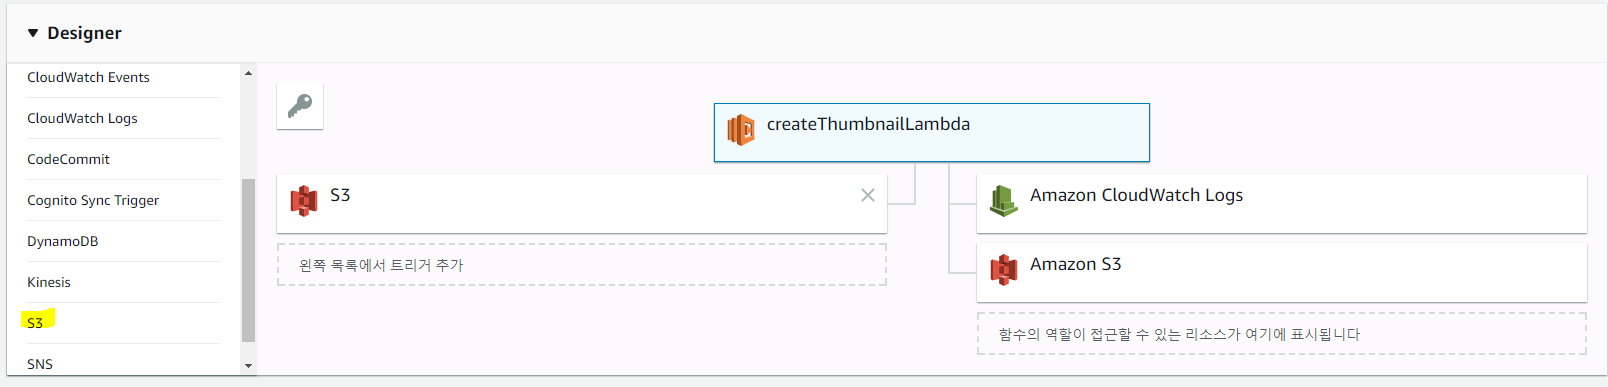 Designer
CloudWatch Events
CloudWatch Logs
CodeCommit
Cognito Sync Trigger
DynamoDB
Kinesis
S3
SNS
createThumbnailLambda
S3
왼쪽 목록에서 트리거 추가
Amazon CloudWatch Logs
Amazon S3
함수의 역할이 접근할 수 있는 리소스가 여기에 표시됩니다